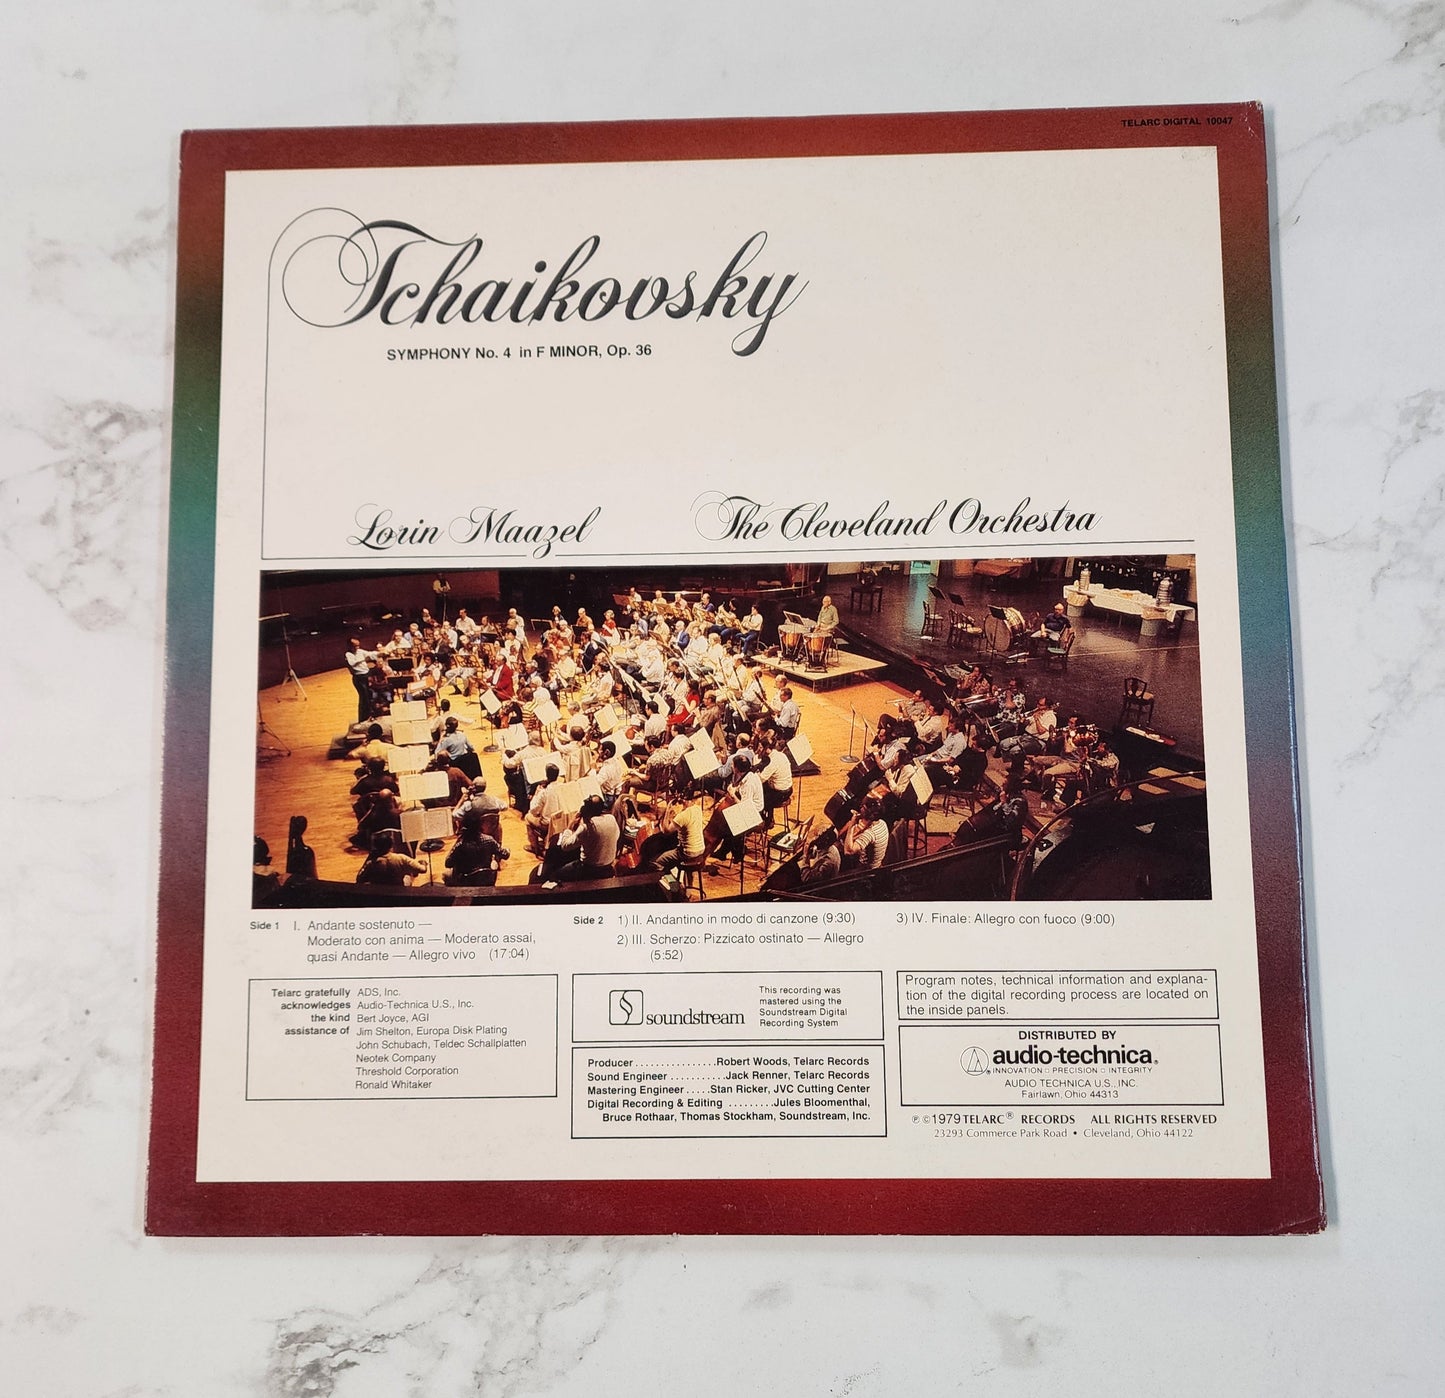 TELARC DIGITAL 10047
Tchaikovsky
SYMPHONY No. 4 in F MINOR, Op. 36
Lorin Maazel
The Cleveland Orchestra
Side 1 I. Andante sostenuto —
Moderato con anima — Moderato assai,
quasi Andante — Allegro vivo (17:04)
Side 2 1) II. Andantino in modo di canzone (9:30)
2) III. Scherzo: Pizzicato ostinato — Allegro
(5:52)
3) IV. Finale: Allegro con fuoco (9:00)
Telarc gratefully
acknowledges
the kind
assistance of
ADS, Inc.
Audio-Technica U.S., Inc.
Bert Joyce, AGI
Jim Shelton, Europa Disk Plating
John Schubach, Teldec Schallplatten
Neotek Company
Threshold Corporation
Ronald Whitaker
soundstream
This recording was
mastered using the
Soundstream Digital
Recording System
Producer ................Robert Woods, Telarc Records
Sound Engineer ...........Jack Renner, Telarc Records
Mastering Engineer .....Stan Ricker, JVC Cutting Center
Digital Recording & Editing .........Jules Bloomenthal,
Bruce Rothaar, Thomas Stockham, Soundstream, Inc.
Program notes, technical information and explana-
tion of the digital recording process are located on
the inside panels.
DISTRIBUTED BY
audio-technica®
INNOVATION □ PRECISION □ INTEGRITY
AUDIO TECHNICA U.S., INC.
Fairlawn, Ohio 44313
℗ © 1979 TELARC® RECORDS ALL RIGHTS RESERVED
23293 Commerce Park Road • Cleveland, Ohio 44122